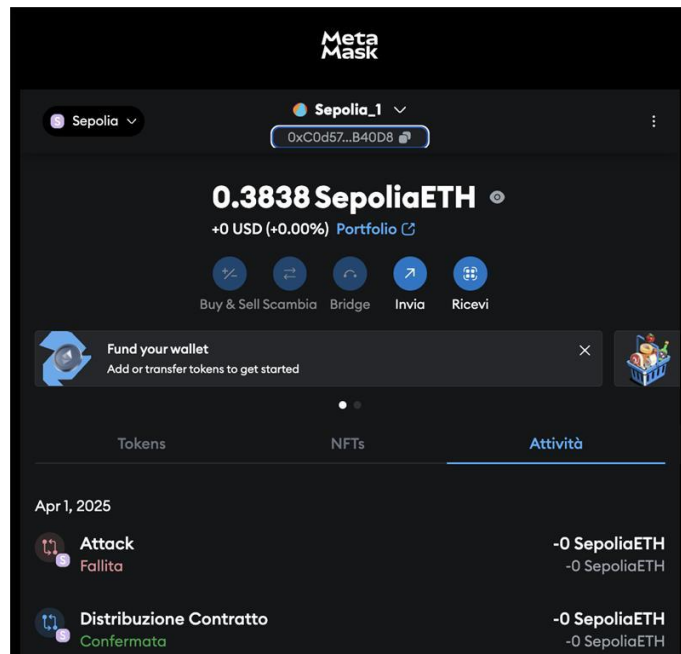 Meta
Mask
S Sepolia
Sepolia_1
0xC0d57...B40D8
0.3838 SepoliaETH
+0 USD (+0.00%) Portfolio
Buy & Sell Scambia Bridge Invia Ricevi
Fund your wallet
Add or transfer tokens to get started
Tokens NFTs Attività
Apr 1, 2025
Attack -0 SepoliaETH
S Fallita -0 SepoliaETH
Distribuzione Contratto -0 SepoliaETH
S Confermata -0 SepoliaETH